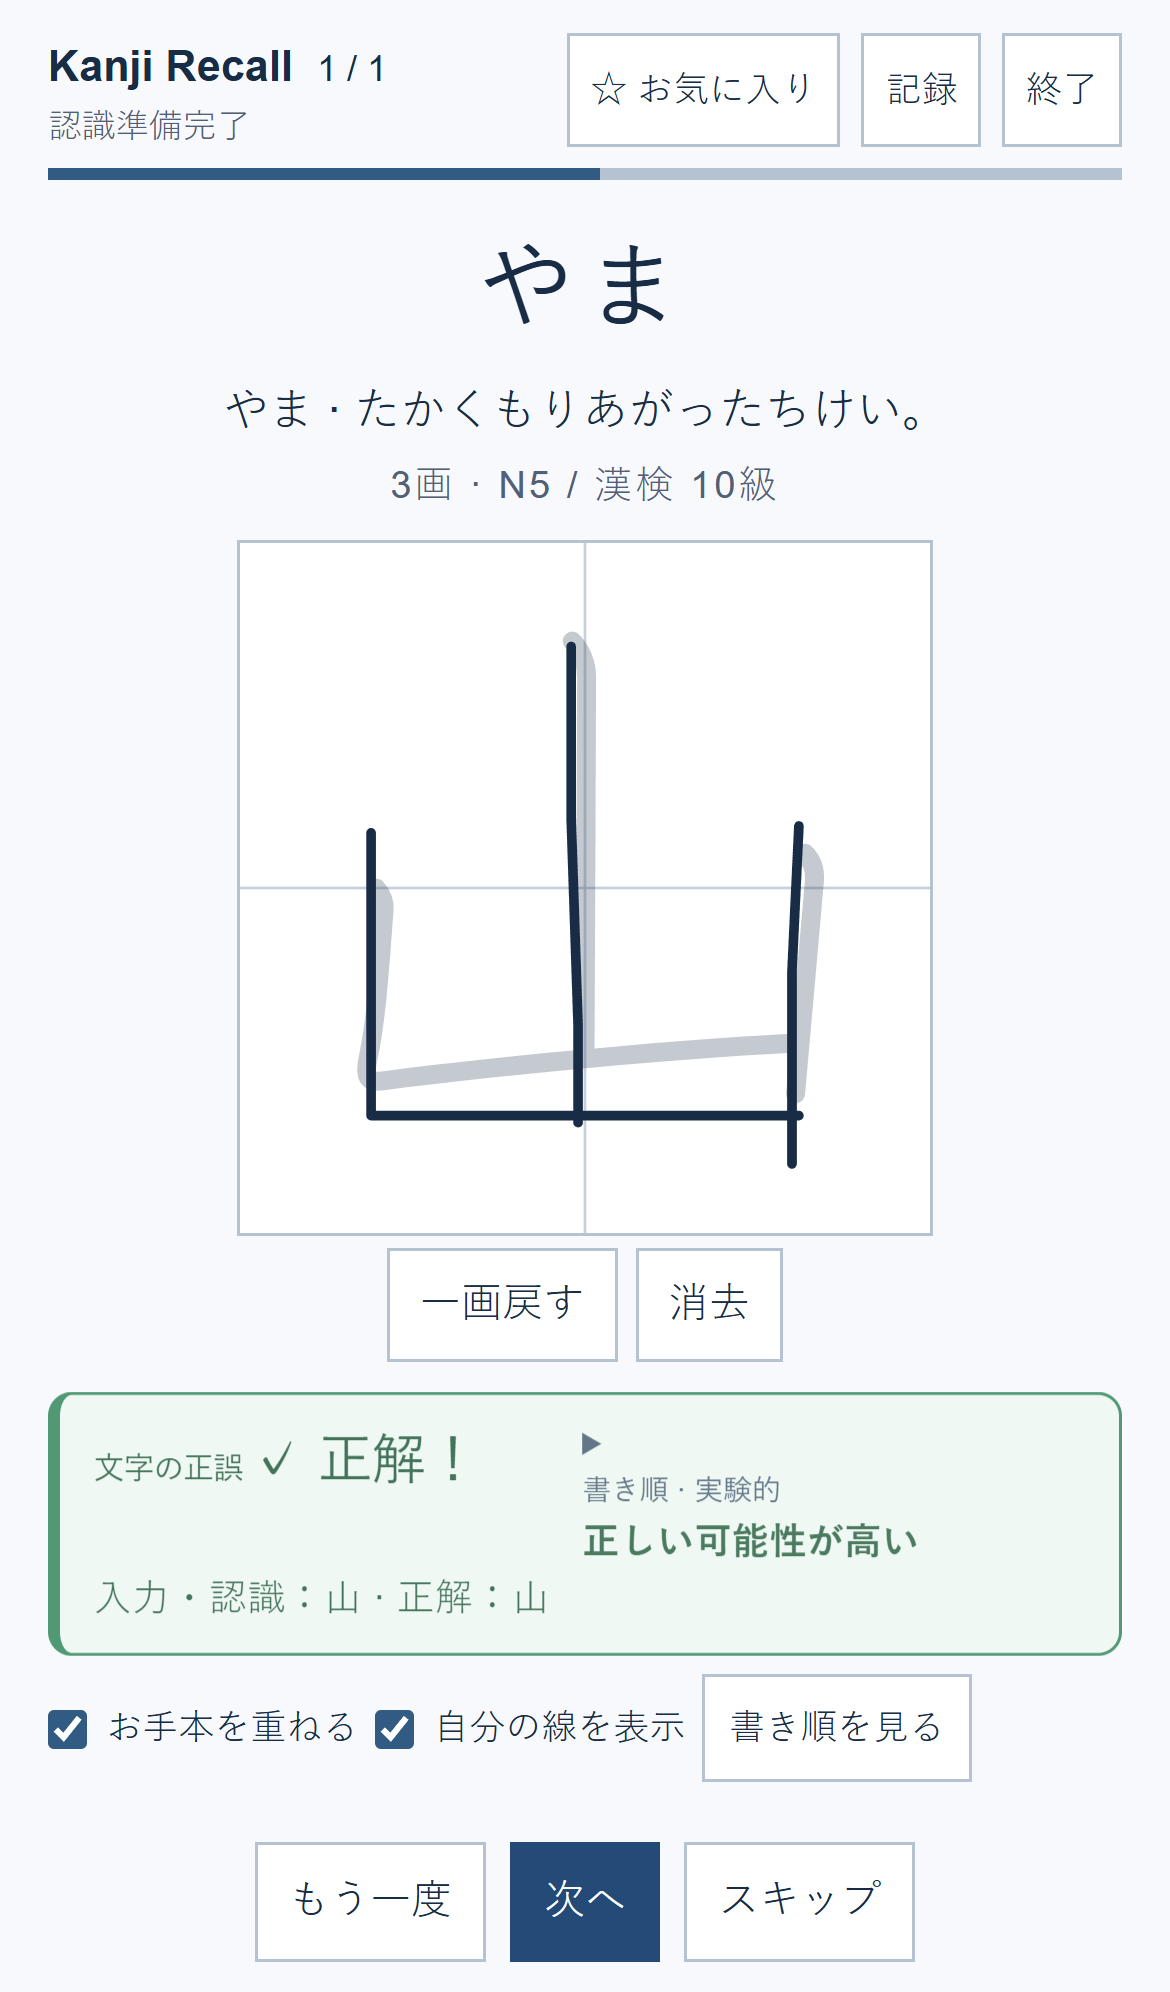 Kanji Recall 1 / 1
認識準備完了
☆ お気に入り
記録
終了
やま
やま · たかくもりあがったちけい。
3画 · N5 / 漢検 10級
山
一画戻す
消去
文字の正誤 ✓ 正解！
▶
書き順 · 実験的
正しい可能性が高い
入力・認識：山 · 正解：山
お手本を重ねる
自分の線を表示
書き順を見る
もう一度
次へ
スキップ